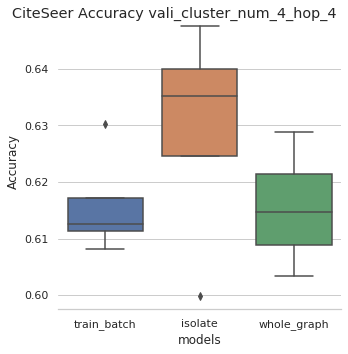 CiteSeer Accuracy vali_cluster_num_4_hop_4
0.64
0.63
0.62
0.61
0.60
Accuracy
train_batch isolate whole_graph
models